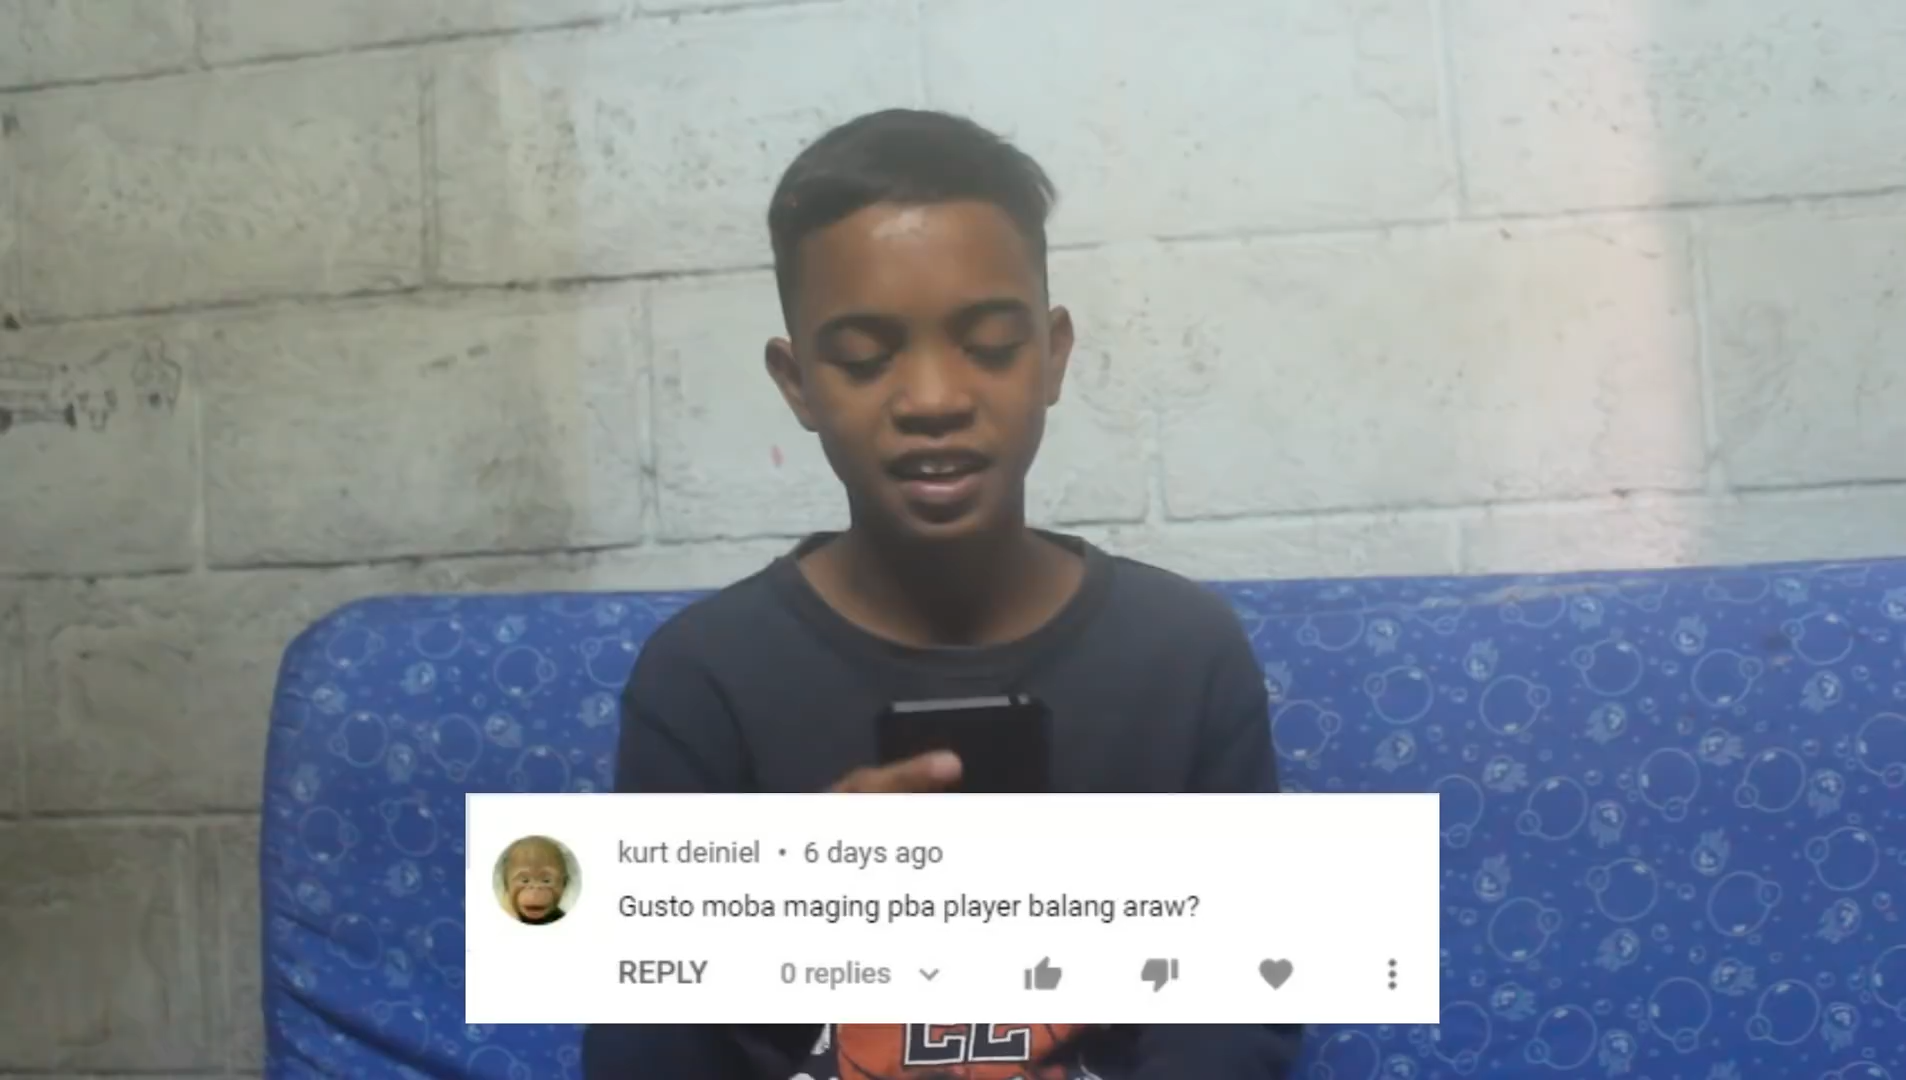 kurt deiniel • 6 days ago
Gusto moba maging pba player balang araw?
REPLY 0 replies